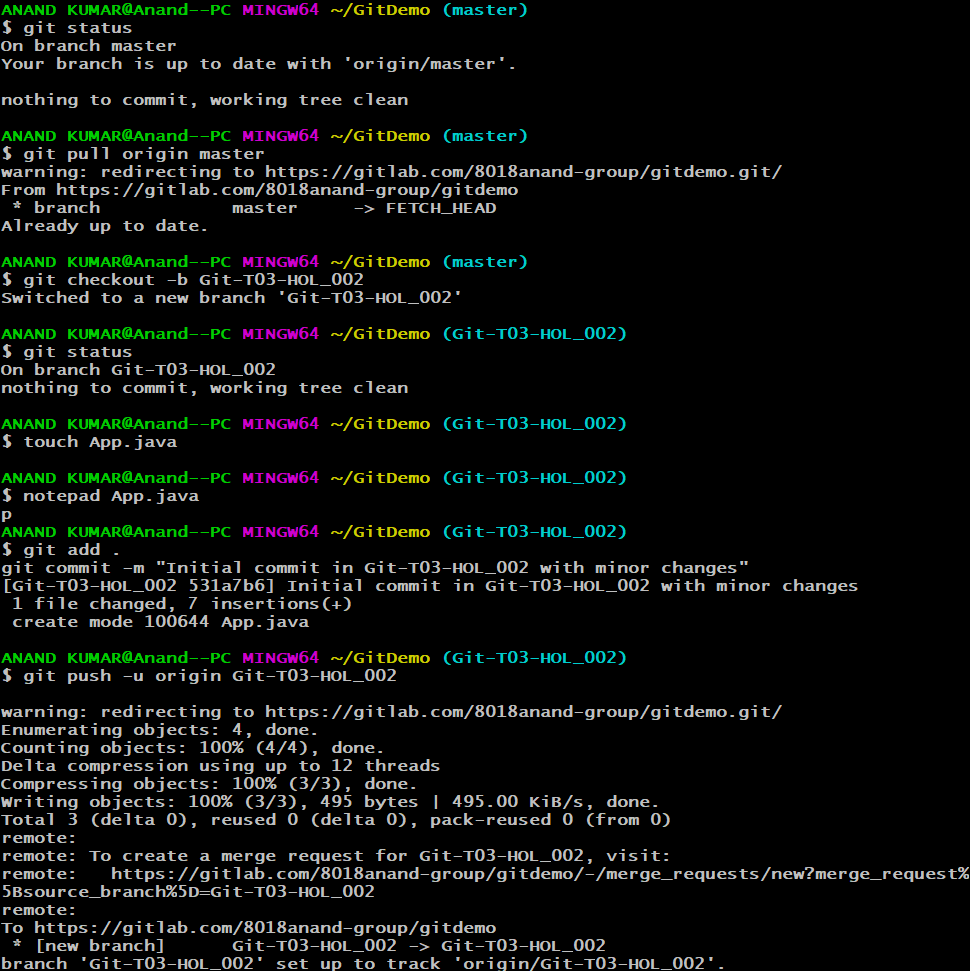 ANAND KUMAR@Anand--PC MINGW64 ~/GitDemo (master)
$ git status
On branch master
Your branch is up to date with 'origin/master'.
nothing to commit, working tree clean
ANAND KUMAR@Anand--PC MINGW64 ~/GitDemo (master)
$ git pull origin master
warning: redirecting to https://gitlab.com/8018anand-group/gitdemo.git/
From https://gitlab.com/8018anand-group/gitdemo
 * branch            master     -> FETCH_HEAD
Already up to date.
ANAND KUMAR@Anand--PC MINGW64 ~/GitDemo (master)
$ git checkout -b Git-T03-HOL_002
Switched to a new branch 'Git-T03-HOL_002'
ANAND KUMAR@Anand--PC MINGW64 ~/GitDemo (Git-T03-HOL_002)
$ git status
On branch Git-T03-HOL_002
nothing to commit, working tree clean
ANAND KUMAR@Anand--PC MINGW64 ~/GitDemo (Git-T03-HOL_002)
$ touch App.java
ANAND KUMAR@Anand--PC MINGW64 ~/GitDemo (Git-T03-HOL_002)
$ notepad App.java
p
ANAND KUMAR@Anand--PC MINGW64 ~/GitDemo (Git-T03-HOL_002)
$ git add .
git commit -m "Initial commit in Git-T03-HOL_002 with minor changes"
[Git-T03-HOL_002 531a7b6] Initial commit in Git-T03-HOL_002 with minor changes
 1 file changed, 7 insertions(+)
 create mode 100644 App.java
ANAND KUMAR@Anand--PC MINGW64 ~/GitDemo (Git-T03-HOL_002)
$ git push -u origin Git-T03-HOL_002
warning: redirecting to https://gitlab.com/8018anand-group/gitdemo.git/
Enumerating objects: 4, done.
Counting objects: 100% (4/4), done.
Delta compression using up to 12 threads
Compressing objects: 100% (3/3), done.
Writing objects: 100% (3/3), 495 bytes | 495.00 KiB/s, done.
Total 3 (delta 0), reused 0 (delta 0), pack-reused 0 (from 0)
remote:
remote: To create a merge request for Git-T03-HOL_002, visit:
remote:   https://gitlab.com/8018anand-group/gitdemo/-/merge_requests/new?merge_request%
5Bsource_branch%5D=Git-T03-HOL_002
remote:
To https://gitlab.com/8018anand-group/gitdemo
 * [new branch]      Git-T03-HOL_002 -> Git-T03-HOL_002
branch 'Git-T03-HOL_002' set up to track 'origin/Git-T03-HOL_002'.